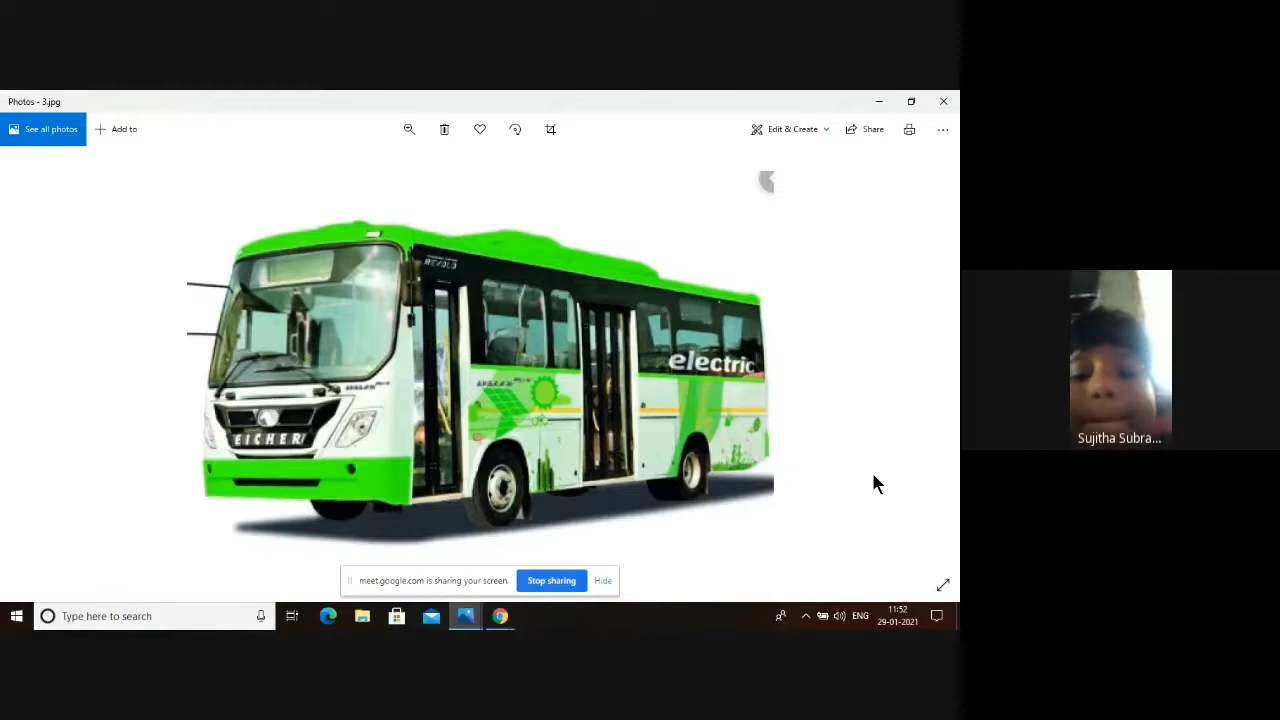 Photos - 3.jpg
See all photos
Add to
Edit & Create
Share
REVOLO
electric
EICHER
Sujitha Subra...
meet.google.com is sharing your screen.
Stop sharing
Hide
Type here to search
ENG
11:52
29-01-2021